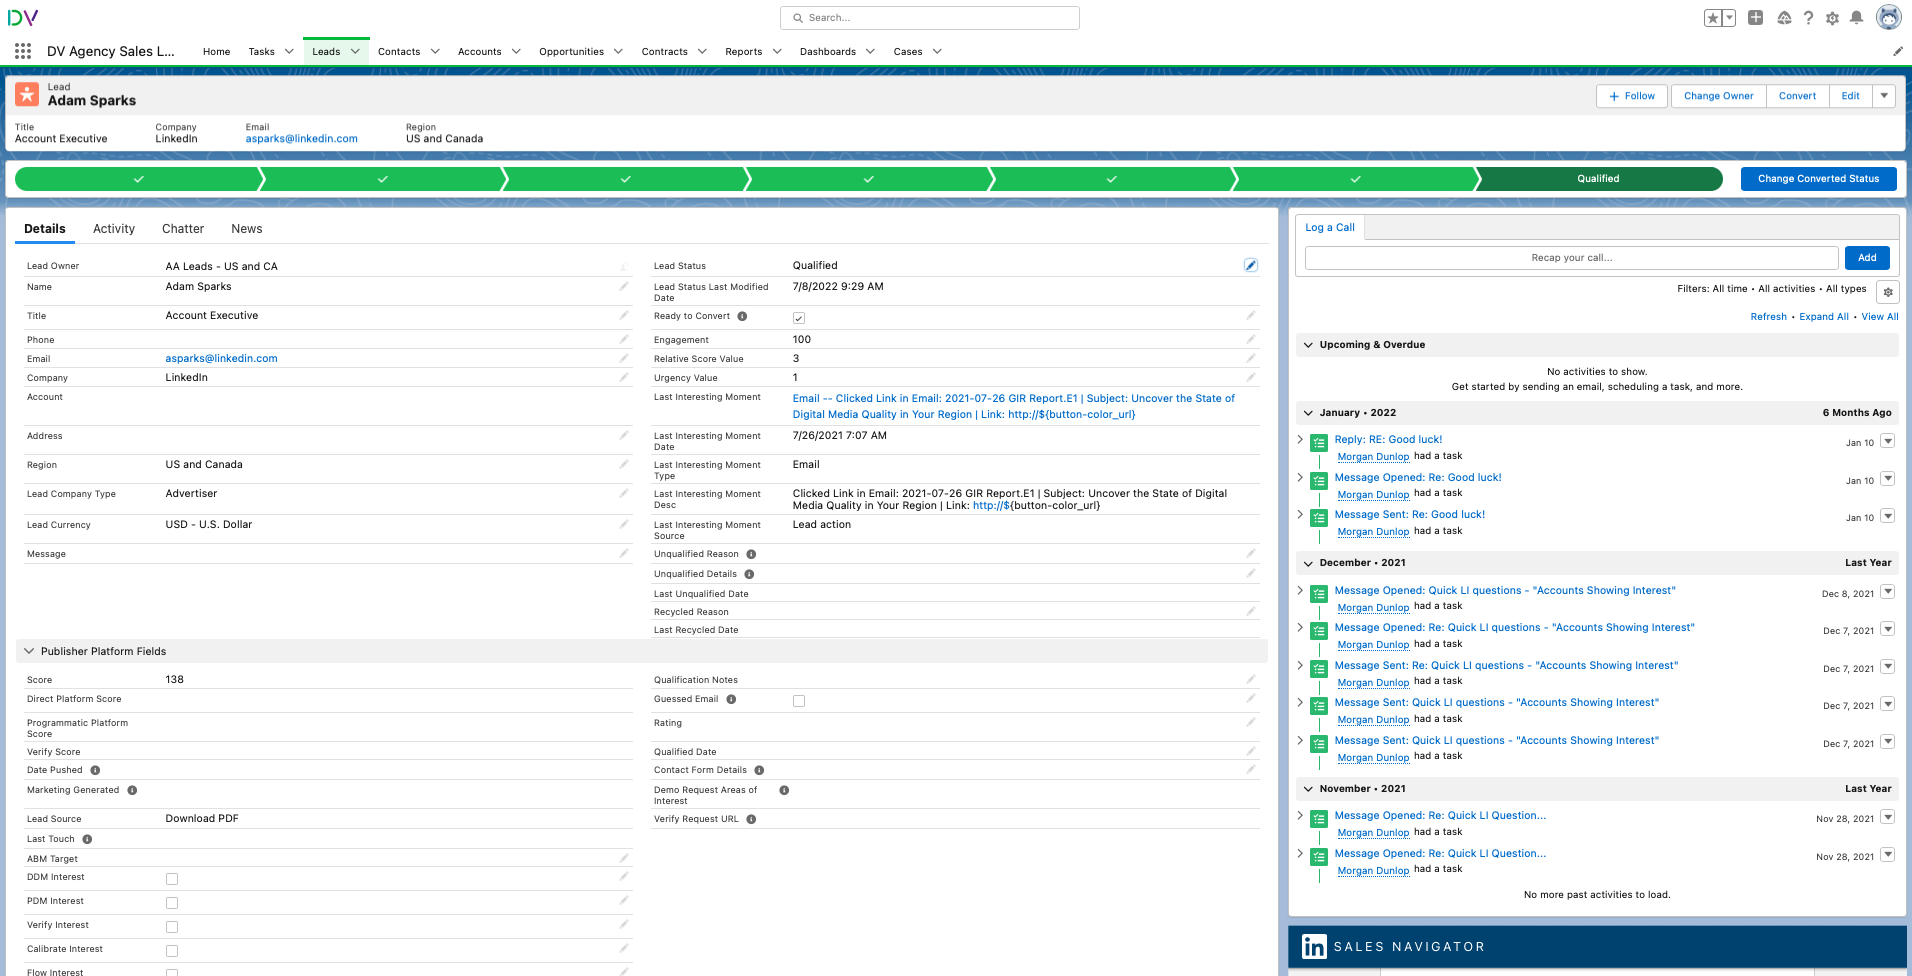 DV
Search...
DV Agency Sales L...
Home
Tasks
Leads
Contacts
Accounts
Opportunities
Contracts
Reports
Dashboards
Cases
Lead
Adam Sparks
Follow
Change Owner
Convert
Edit
Title
Account Executive
Company
LinkedIn
Email
asparks@linkedin.com
Region
US and Canada
Qualified
Change Converted Status
Details
Activity
Chatter
News
Lead Owner
AA Leads - US and CA
Name
Adam Sparks
Title
Account Executive
Phone
Email
asparks@linkedin.com
Company
LinkedIn
Account
Address
Region
US and Canada
Lead Company Type
Advertiser
Lead Currency
USD - U.S. Dollar
Message
Lead Status
Qualified
Lead Status Last Modified
Date
7/8/2022 9:29 AM
Ready to Convert
Engagement
100
Relative Score Value
3
Urgency Value
1
Last Interesting Moment
Email -- Clicked Link in Email: 2021-07-26 GIR Report.E1 | Subject: Uncover the State of
Digital Media Quality in Your Region | Link: http://${button-color_url}
Last Interesting Moment
Date
7/26/2021 7:07 AM
Last Interesting Moment
Type
Email
Last Interesting Moment
Desc
Clicked Link in Email: 2021-07-26 GIR Report.E1 | Subject: Uncover the State of Digital
Media Quality in Your Region | Link: http://${button-color_url}
Last Interesting Moment
Source
Lead action
Unqualified Reason
Unqualified Details
Last Unqualified Date
Recycled Reason
Last Recycled Date
Publisher Platform Fields
Score
138
Direct Platform Score
Programmatic Platform
Score
Verify Score
Date Pushed
Marketing Generated
Lead Source
Download PDF
Last Touch
ABM Target
DDM Interest
PDM Interest
Verify Interest
Calibrate Interest
Flow Interest
Qualification Notes
Guessed Email
Rating
Qualified Date
Contact Form Details
Demo Request Areas of
Interest
Verify Request URL
Log a Call
Recap your call...
Add
Filters: All time • All activities • All types
Refresh • Expand All • View All
Upcoming & Overdue
No activities to show.
Get started by sending an email, scheduling a task, and more.
January • 2022
6 Months Ago
Reply: RE: Good luck!
Jan 10
Morgan Dunlop had a task
Message Opened: Re: Good luck!
Jan 10
Morgan Dunlop had a task
Message Sent: Re: Good luck!
Jan 10
Morgan Dunlop had a task
December • 2021
Last Year
Message Opened: Quick LI questions - "Accounts Showing Interest"
Dec 8, 2021
Morgan Dunlop had a task
Message Opened: Re: Quick LI questions - "Accounts Showing Interest"
Dec 7, 2021
Morgan Dunlop had a task
Message Sent: Re: Quick LI questions - "Accounts Showing Interest"
Dec 7, 2021
Morgan Dunlop had a task
Message Sent: Quick LI questions - "Accounts Showing Interest"
Dec 7, 2021
Morgan Dunlop had a task
Message Sent: Quick LI questions - "Accounts Showing Interest"
Dec 7, 2021
Morgan Dunlop had a task
November • 2021
Last Year
Message Opened: Re: Quick LI Question...
Nov 28, 2021
Morgan Dunlop had a task
Message Opened: Re: Quick LI Question...
Nov 28, 2021
Morgan Dunlop had a task
No more past activities to load.
in SALES NAVIGATOR